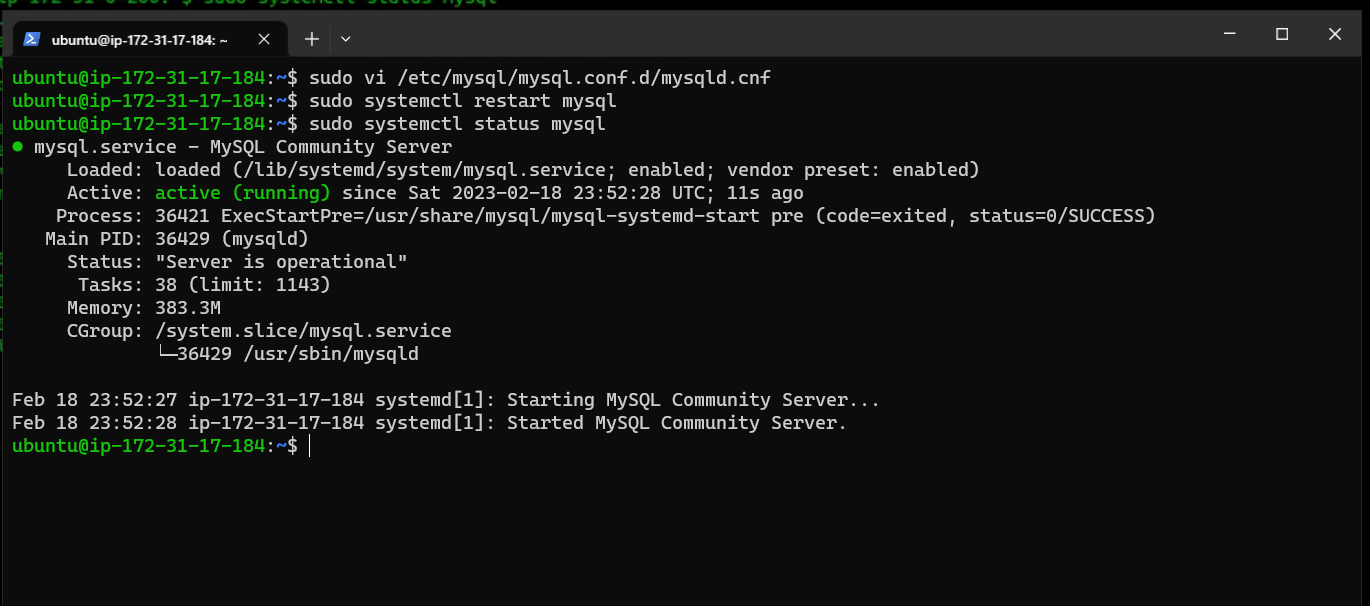 sudo systemctl status mysql
ubuntu@ip-172-31-17-184: ~
ubuntu@ip-172-31-17-184:~$ sudo vi /etc/mysql/mysql.conf.d/mysqld.cnf
ubuntu@ip-172-31-17-184:~$ sudo systemctl restart mysql
ubuntu@ip-172-31-17-184:~$ sudo systemctl status mysql
● mysql.service - MySQL Community Server
     Loaded: loaded (/lib/systemd/system/mysql.service; enabled; vendor preset: enabled)
     Active: active (running) since Sat 2023-02-18 23:52:28 UTC; 11s ago
    Process: 36421 ExecStartPre=/usr/share/mysql/mysql-systemd-start pre (code=exited, status=0/SUCCESS)
   Main PID: 36429 (mysqld)
     Status: "Server is operational"
      Tasks: 38 (limit: 1143)
     Memory: 383.3M
     CGroup: /system.slice/mysql.service
             └─36429 /usr/sbin/mysqld
Feb 18 23:52:27 ip-172-31-17-184 systemd[1]: Starting MySQL Community Server...
Feb 18 23:52:28 ip-172-31-17-184 systemd[1]: Started MySQL Community Server.
ubuntu@ip-172-31-17-184:~$